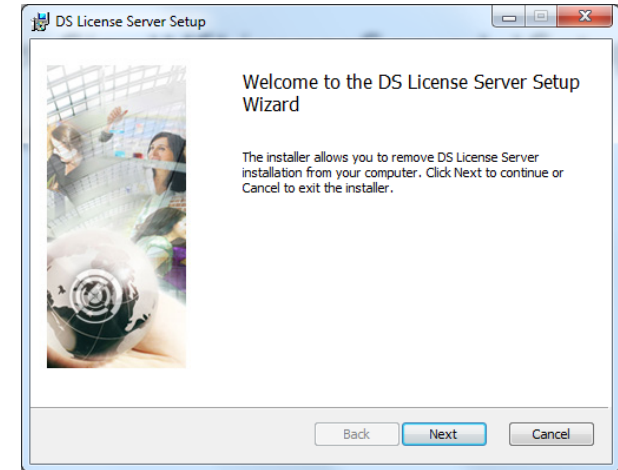 DS License Server Setup
Welcome to the DS License Server Setup
Wizard
The installer allows you to remove DS License Server
installation from your computer. Click Next to continue or
Cancel to exit the installer.
Back Next Cancel